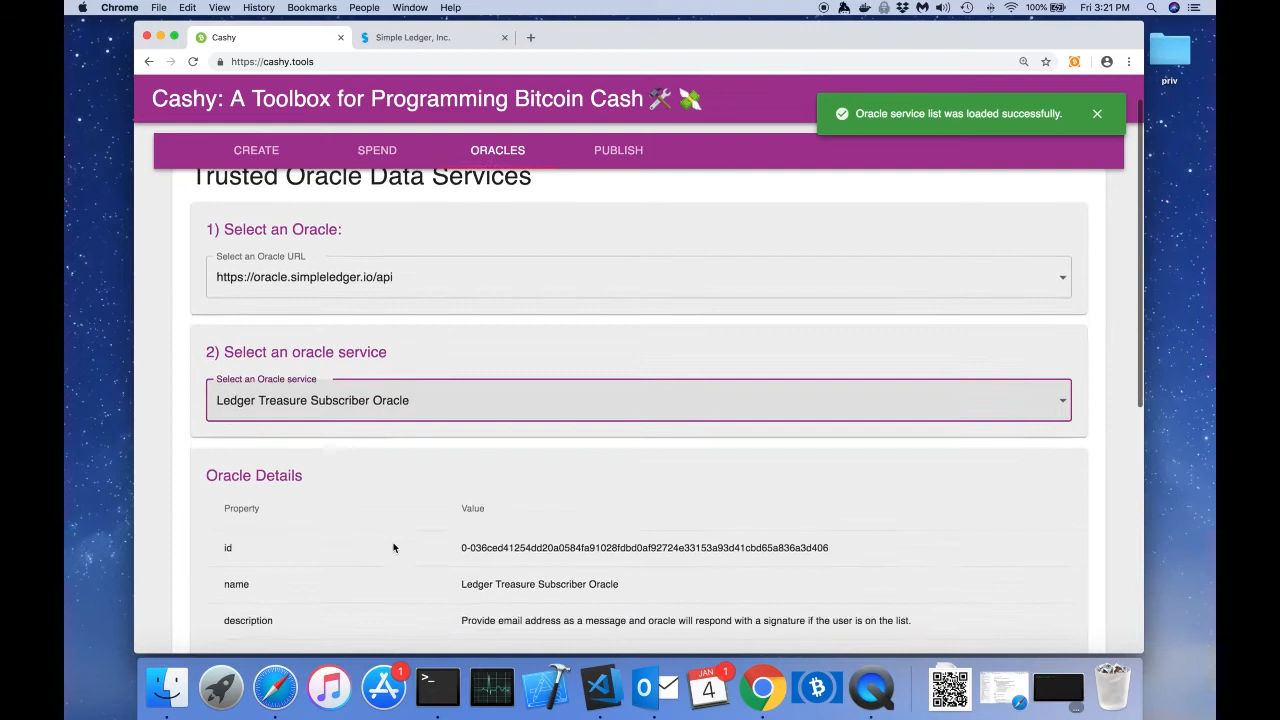 Chrome File Edit View History Bookmarks People Window Help 100% Fri 3:21 PM
Cashy Simple Ledger, Inc.
https://cashy.tools
priv
Cashy: A Toolbox for Programming Bitcoin Cash
Oracle service list was loaded successfully.
CREATE SPEND ORACLES PUBLISH
Trusted Oracle Data Services
1) Select an Oracle:
Select an Oracle URL
https://oracle.simpleledger.io/api
2) Select an oracle service
Select an Oracle service
Ledger Treasure Subscriber Oracle
Oracle Details
Property Value
id 0-036ced41254dd20a0584fa91028fdbd0af92724e33153a93d41cbd65a836a3d406
name Ledger Treasure Subscriber Oracle
description Provide email address as a message and oracle will respond with a signature if the user is on the list.
1
JAN 1
4